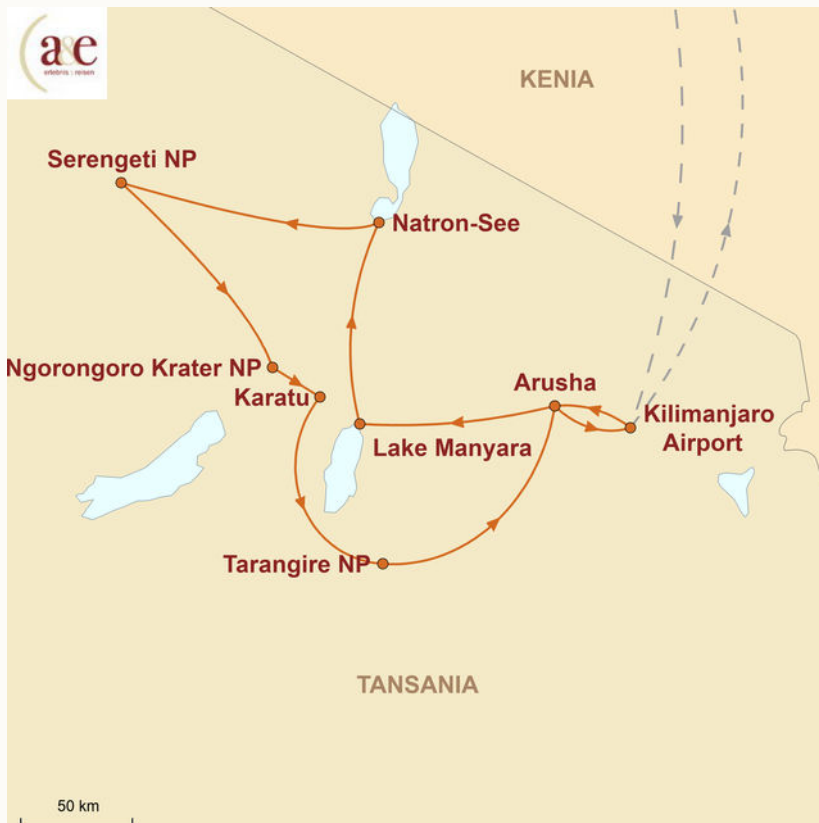 a&e
erlebnis : reisen
KENIA
Serengeti NP
Natron-See
Ngorongoro Krater NP
Karatu
Arusha
Lake Manyara
Kilimanjaro
Airport
Tarangire NP
TANSANIA
50 km